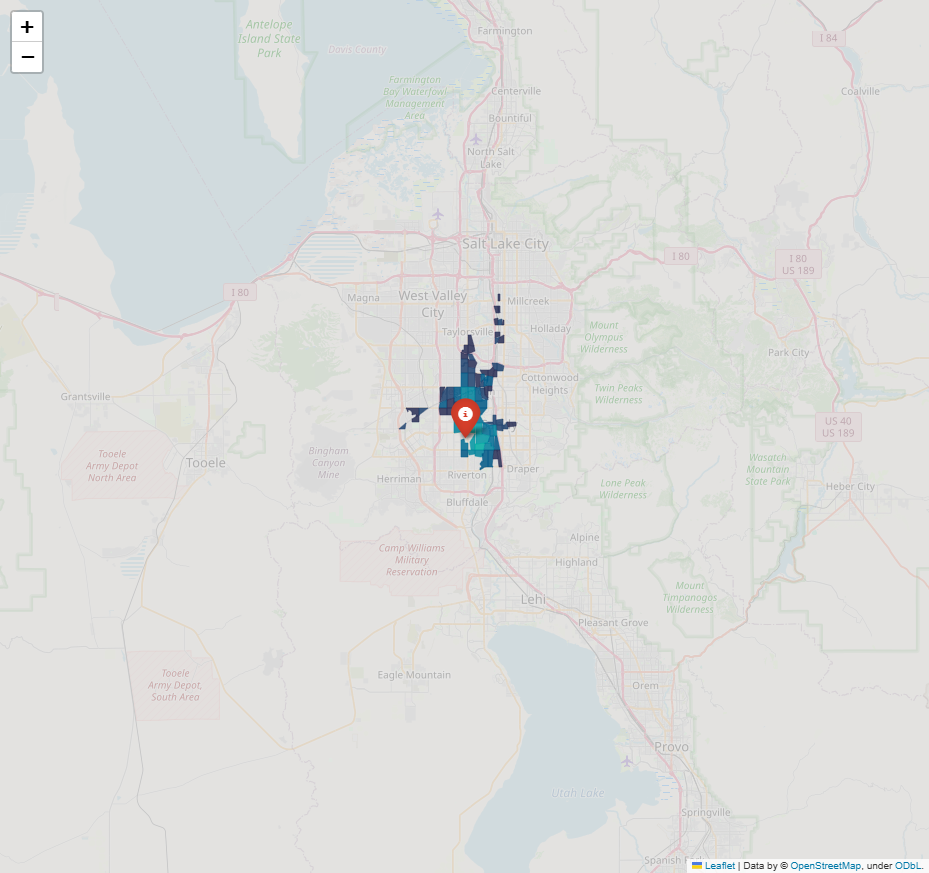 +
−
Antelope
Island State
Park
Davis County
Farmington
I 84
Farmington
Bay Waterfowl
Management
Area
Centerville
Coalville
Bountiful
North Salt
Lake
Salt Lake City
I 80
I 80
US 189
I 80
Magna
West Valley
City
Millcreek
Taylorsville
Holladay
Mount
Olympus
Wilderness
Park City
Cottonwood
Heights
Twin Peaks
Wilderness
Grantsville
i
US 40
US 189
Tooele
Army Depot
North Area
Tooele
Bingham
Canyon
Mine
Herriman
Riverton
Draper
Wasatch
Mountain
State Park
Lone Peak
Wilderness
Heber City
Bluffdale
Camp Williams
Military
Reservation
Alpine
Highland
Mount
Timpanogos
Wilderness
Lehi
Pleasant Grove
Tooele
Army Depot,
South Area
Eagle Mountain
Orem
Provo
Utah Lake
Springville
Spanish
Leaflet | Data by © OpenStreetMap, under ODbL.